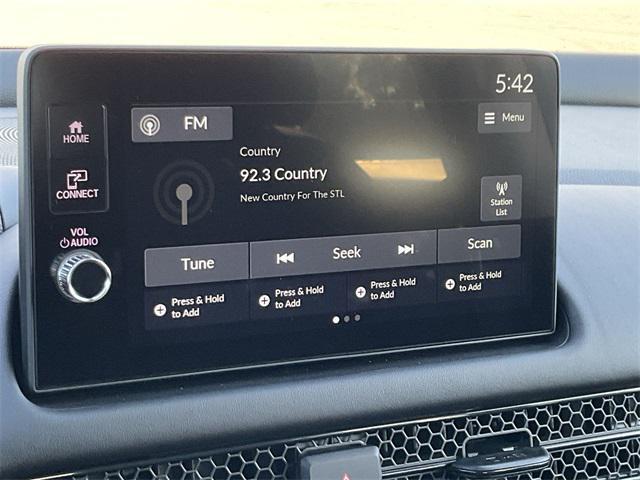 5:42
HOME
FM
Menu
Country
92.3 Country
New Country For The STL
CONNECT
Station
List
VOL
AUDIO
Tune
Seek
Scan
Press & Hold
to Add
Press & Hold
to Add
Press & Hold
to Add
Press & Hold
to Add